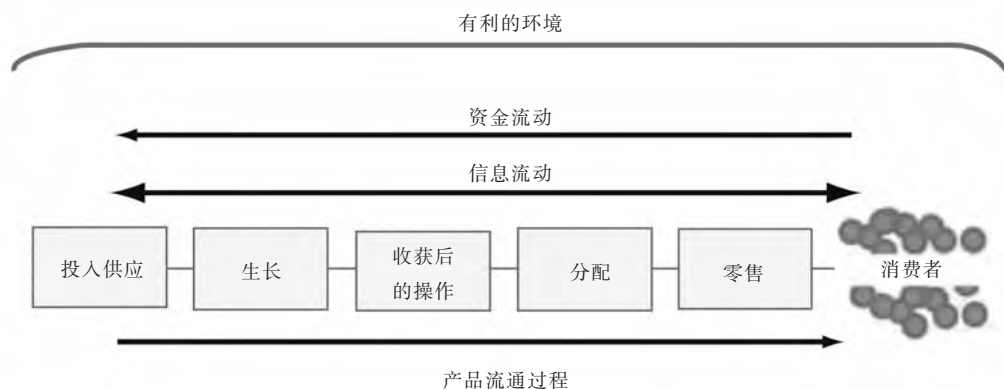 有利的环境
资金流动
信息流动
投入供应
生长
收获后
的操作
分配
零售
消费者
产品流通过程